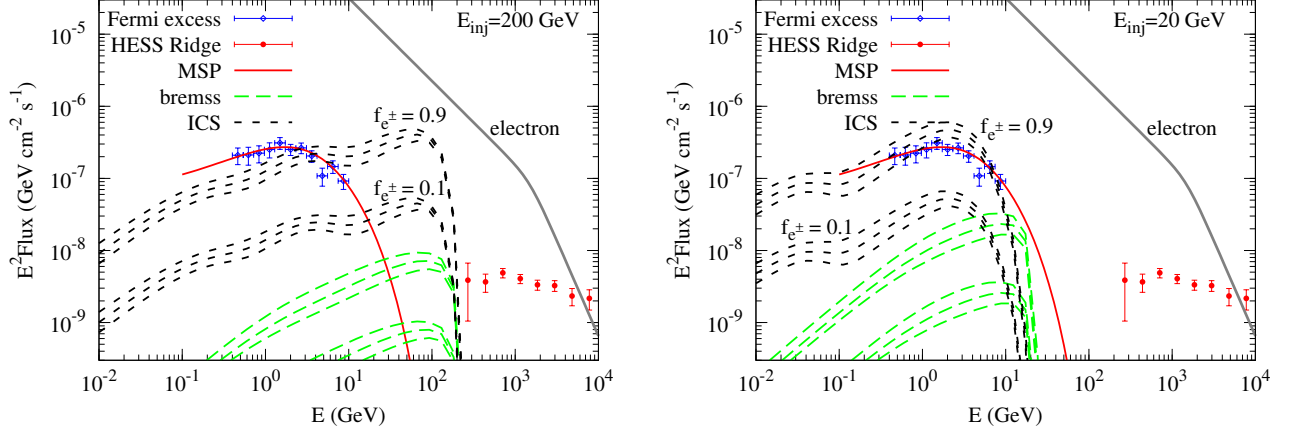 E_inj=200 GeV
Fermi excess
HESS Ridge
MSP
bremss
ICS
f_e± = 0.9
electron
f_e± = 0.1
E²Flux (GeV cm⁻² s⁻¹)
10⁻⁵
10⁻⁶
10⁻⁷
10⁻⁸
10⁻⁹
10⁻² 10⁻¹ 10⁰ 10¹ 10² 10³ 10⁴
E (GeV)
E_inj=20 GeV
Fermi excess
HESS Ridge
MSP
bremss
ICS
f_e± = 0.9
electron
f_e± = 0.1
E²Flux (GeV cm⁻² s⁻¹)
10⁻⁵
10⁻⁶
10⁻⁷
10⁻⁸
10⁻⁹
10⁻² 10⁻¹ 10⁰ 10¹ 10² 10³ 10⁴
E (GeV)